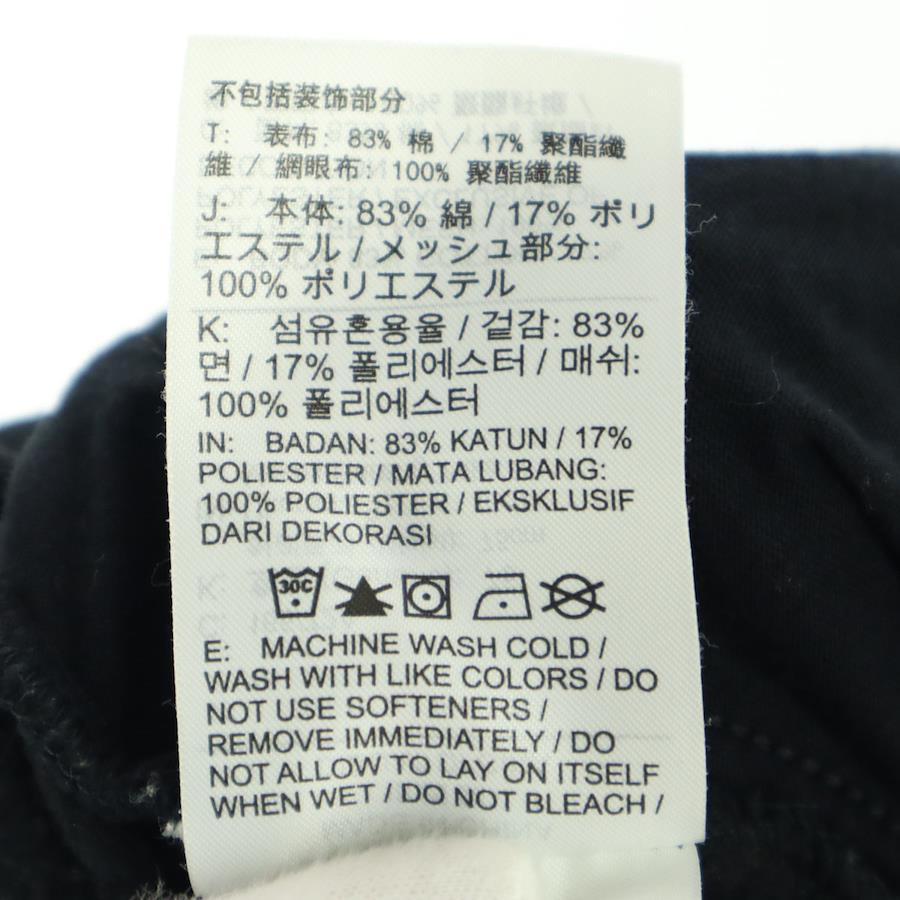 不包括装饰部分
T: 表布: 83% 棉 / 17% 聚酯纖
維 / 網眼布: 100% 聚酯纖維
J: 本体: 83% 綿 / 17% ポリ
エステル / メッシュ部分:
100% ポリエステル
K: 섬유혼용율 / 겉감: 83%
면 / 17% 폴리에스터 / 매쉬:
100% 폴리에스터
IN: BADAN: 83% KATUN / 17%
POLIESTER / MATA LUBANG:
100% POLIESTER / EKSKLUSIF
DARI DEKORASI
30C
E: MACHINE WASH COLD /
WASH WITH LIKE COLORS / DO
NOT USE SOFTENERS /
REMOVE IMMEDIATELY / DO
NOT ALLOW TO LAY ON ITSELF
WHEN WET / DO NOT BLEACH /